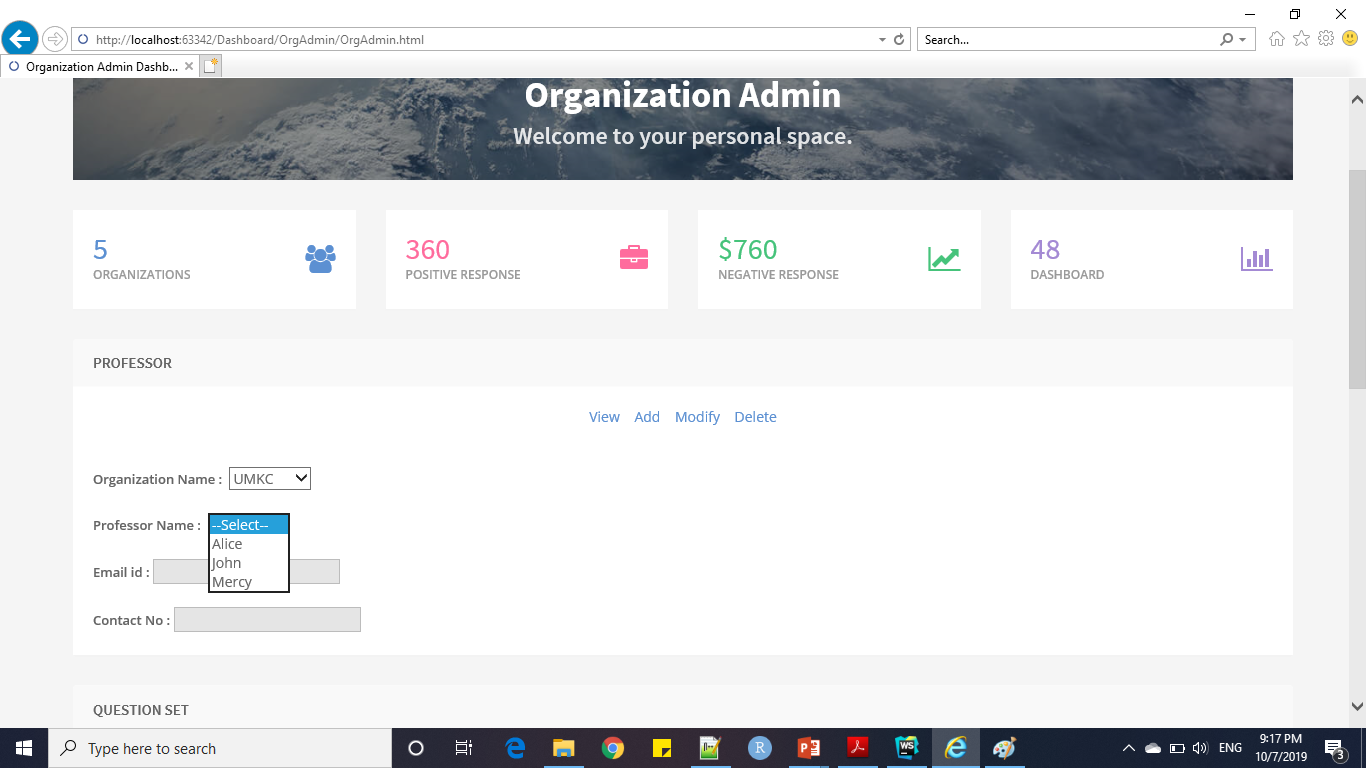 http://localhost:63342/Dashboard/OrgAdmin/OrgAdmin.html
Search...
Organization Admin Dashb...
Organization Admin
Welcome to your personal space.
5
ORGANIZATIONS
360
POSITIVE RESPONSE
$760
NEGATIVE RESPONSE
48
DASHBOARD
PROFESSOR
View Add Modify Delete
Organization Name : UMKC
Professor Name : --Select--
Alice
John
Mercy
Email id :
Contact No :
QUESTION SET
Type here to search
ENG
9:17 PM
10/7/2019
3